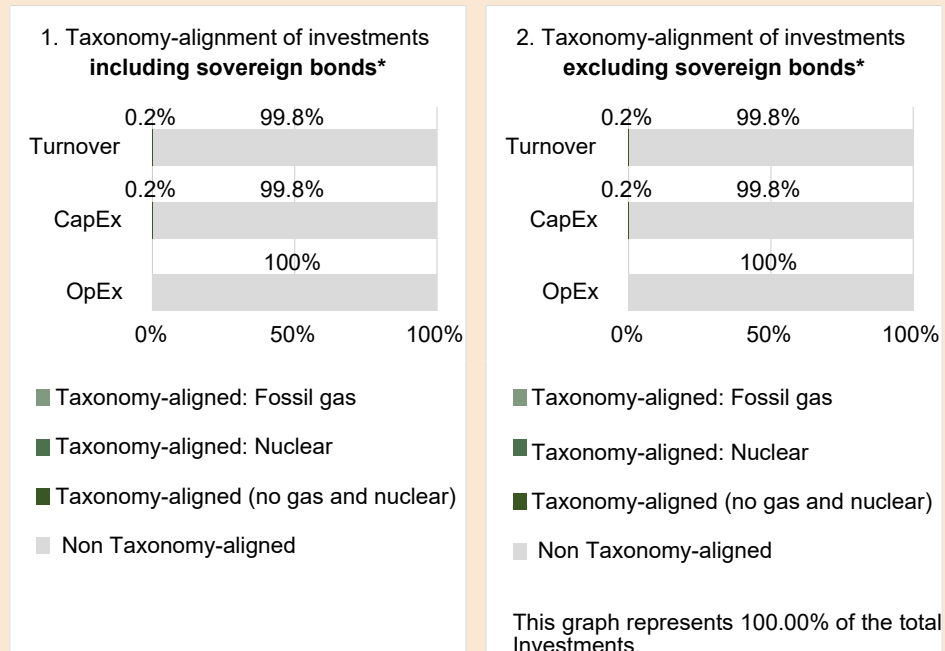 1. Taxonomy-alignment of investments
including sovereign bonds*
0.2% 99.8%
Turnover
0.2% 99.8%
CapEx
100%
OpEx
0% 50% 100%
Taxonomy-aligned: Fossil gas
Taxonomy-aligned: Nuclear
Taxonomy-aligned (no gas and nuclear)
Non Taxonomy-aligned
2. Taxonomy-alignment of investments
excluding sovereign bonds*
0.2% 99.8%
Turnover
0.2% 99.8%
CapEx
100%
OpEx
0% 50% 100%
Taxonomy-aligned: Fossil gas
Taxonomy-aligned: Nuclear
Taxonomy-aligned (no gas and nuclear)
Non Taxonomy-aligned
This graph represents 100.00% of the total
Investments.